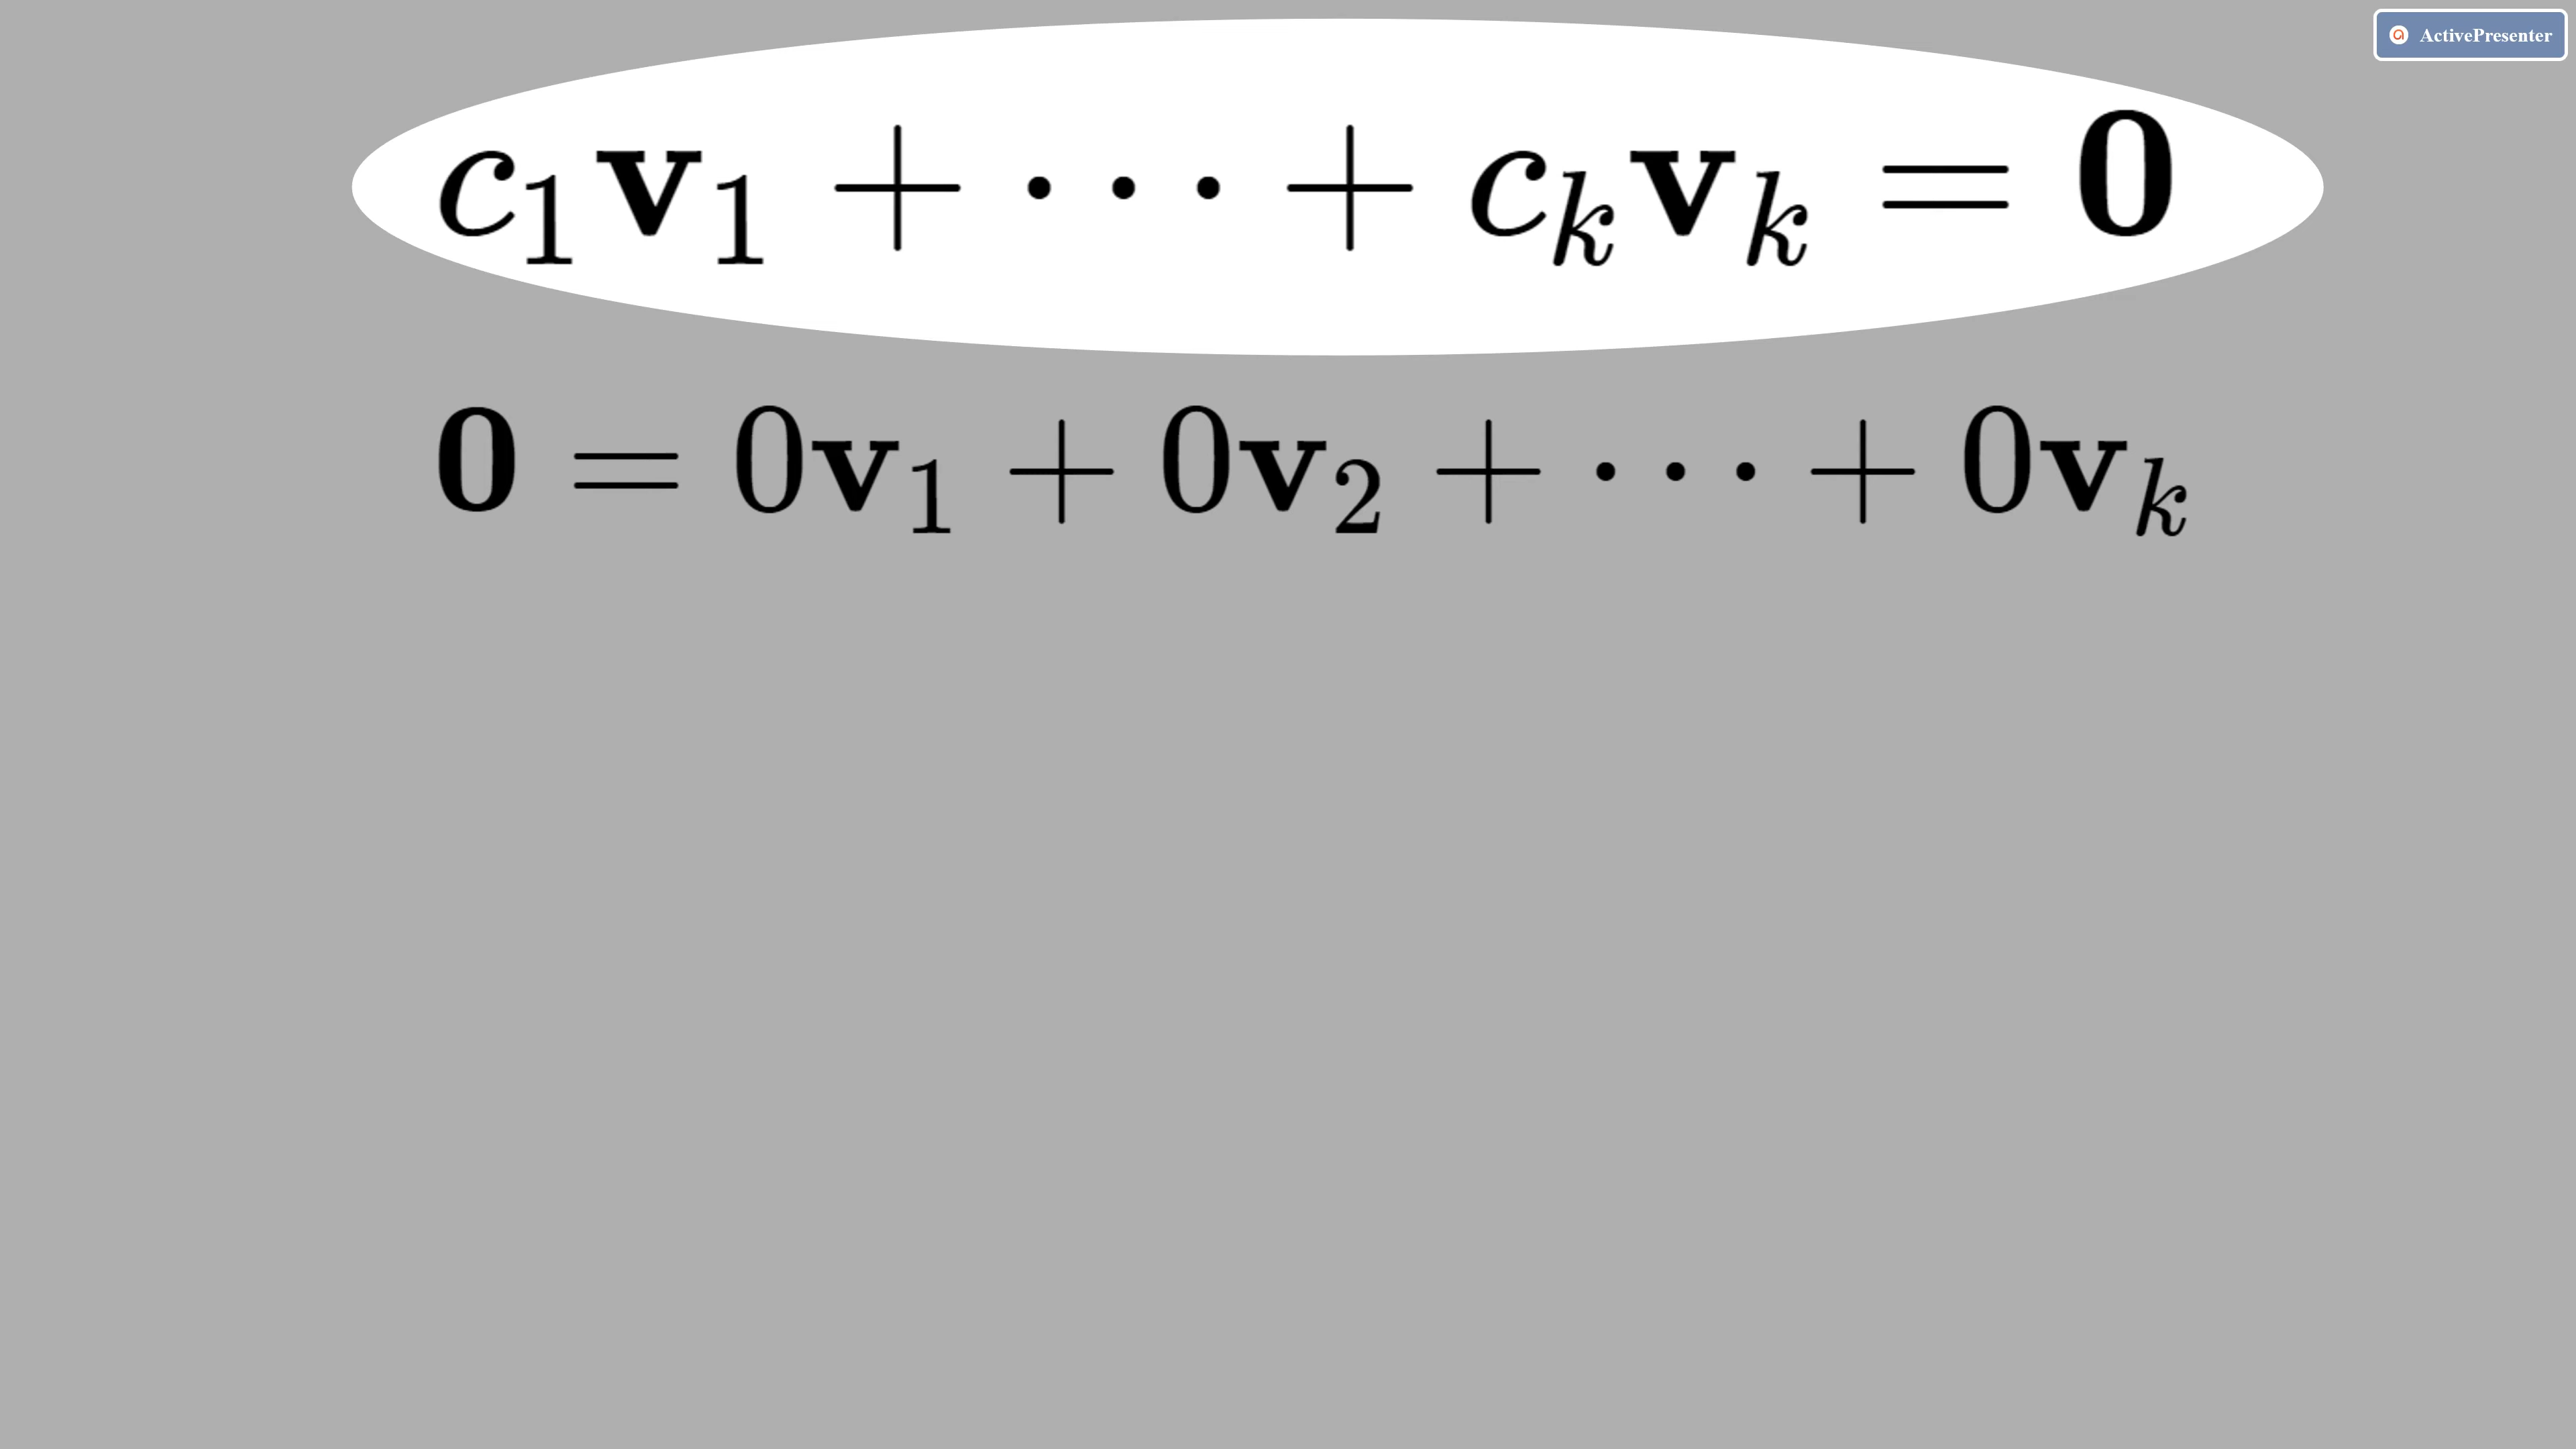 ActivePresenter
c₁𝐯₁ + ⋯ + cₖ𝐯ₖ = 𝟎
𝟎 = 0𝐯₁ + 0𝐯₂ + ⋯ + 0𝐯ₖ